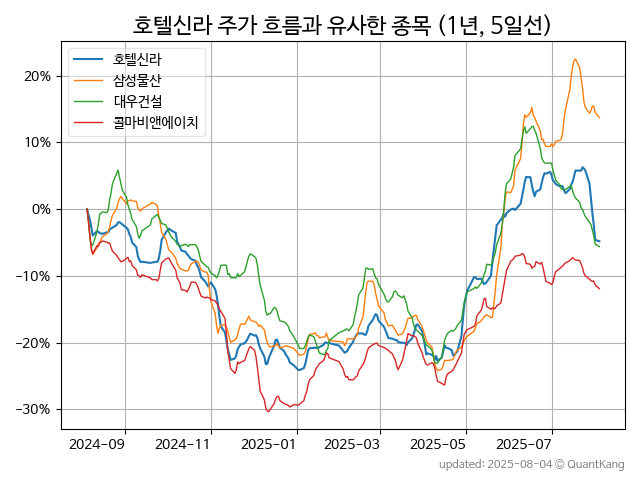 호텔신라 주가 흐름과 유사한 종목 (1년, 5일선)
호텔신라
삼성물산
대우건설
콜마비앤에이치
20%
10%
0%
−10%
−20%
−30%
2024-09 2024-11 2025-01 2025-03 2025-05 2025-07
updated: 2025-08-04 © QuantKang